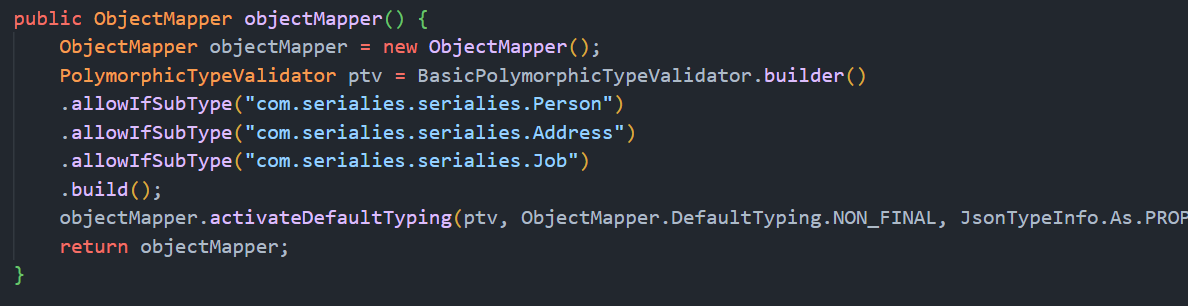 public ObjectMapper objectMapper() {
    ObjectMapper objectMapper = new ObjectMapper();
    PolymorphicTypeValidator ptv = BasicPolymorphicTypeValidator.builder()
    .allowIfSubType("com.serialies.serialies.Person")
    .allowIfSubType("com.serialies.serialies.Address")
    .allowIfSubType("com.serialies.serialies.Job")
    .build();
    objectMapper.activateDefaultTyping(ptv, ObjectMapper.DefaultTyping.NON_FINAL, JsonTypeInfo.As.PROP
    return objectMapper;
}